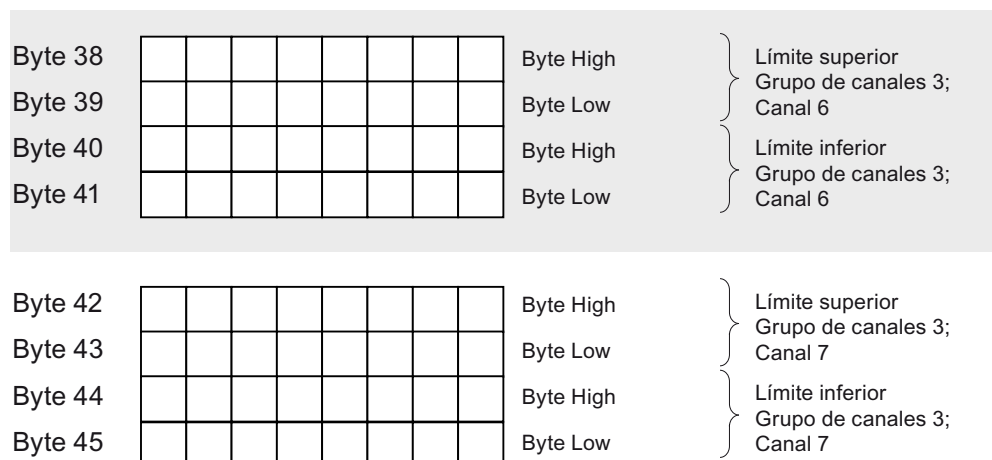 Byte 38
Byte High
Límite superior
Grupo de canales 3;
Byte 39
Byte Low
Canal 6
Byte 40
Byte High
Límite inferior
Grupo de canales 3;
Byte 41
Byte Low
Canal 6
Byte 42
Byte High
Límite superior
Grupo de canales 3;
Byte 43
Byte Low
Canal 7
Byte 44
Byte High
Límite inferior
Grupo de canales 3;
Byte 45
Byte Low
Canal 7